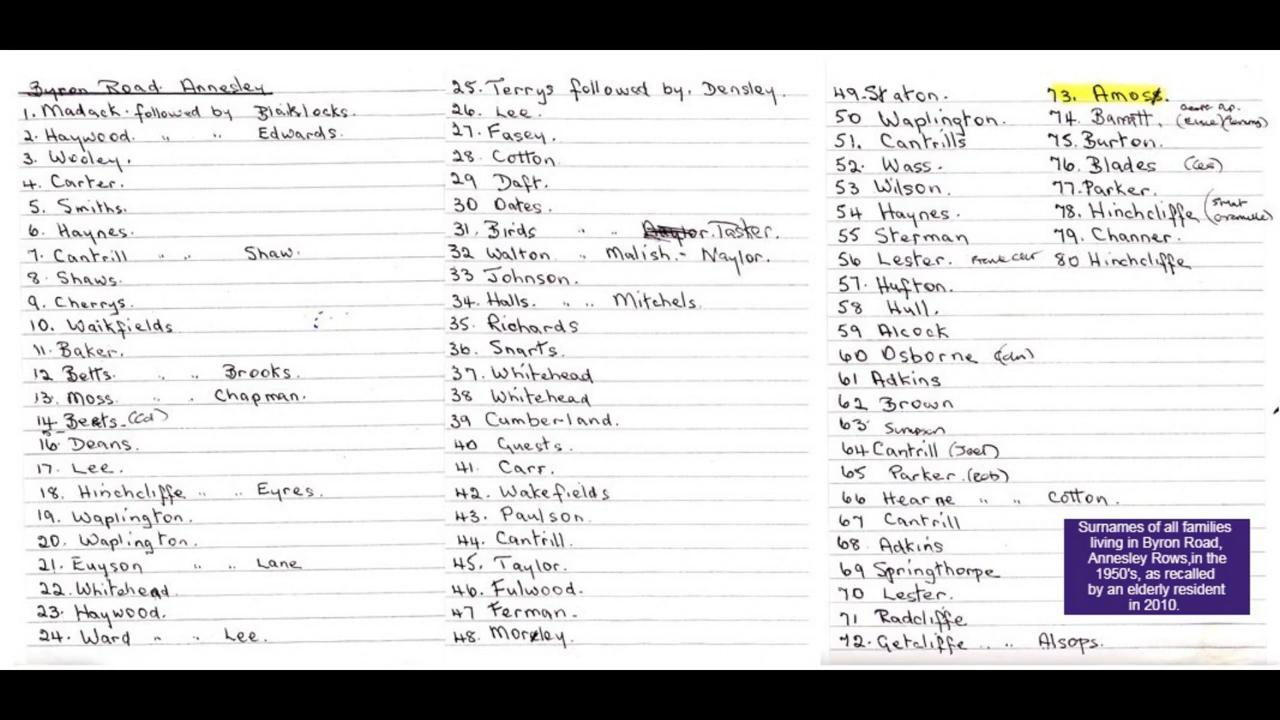 Byron Road Annesley
1. Madack followed by Blaiklocks.
2. Haywood " " Edwards.
3. Wooley.
4. Carter.
5. Smiths.
6. Haynes.
7. Cantrill " " Shaw.
8. Shaws.
9. Cherrys.
10. Waikfields
11. Baker.
12 Betts. " " Brooks.
13. Moss. " " Chapman.
14
16 Deans.
17. Lee.
18. Hinchcliffe " " Eyres.
19. Waplington.
20. Waplington.
21. Euyson " " Lane
22. Whitehead
23. Haywood.
24. Ward " " Lee.
25. Terrys followed by. Densley.
26. Lee.
27. Fasey.
28. Cotton
29 Daft.
30 Oates.
31. Birds " " Tasker.
32 Walton " Malish - Naylor.
33 Johnson.
34. Halls. " " Mitchels
35. Richards
36. Snarts.
37. Whitehead
38 Whitehead
39 Cumberland.
40 Guests.
41. Carr.
42. Wakefields
43. Paulson.
44. Cantrill.
45. Taylor.
46. Fulwood.
47 Ferman.
48. Morley.
49. Staton.
50 Waplington.
51. Cantrills
52. Wass.
53 Wilson.
54 Haynes.
55 Sterman
56 Lester.
57. Hufton.
58 Hull.
59 Alcock
60 Osborne
61 Adkins
62 Brown
63 Simpson
64 Cantrill (Joel)
65 Parker. (Bob)
66 Hearne " " Cotton.
67 Cantrill
68. Adkins
69 Springthorpe
70 Lester.
71 Radcliffe
72. Getcliffe " " Alsops.
73. Amos.
74. Barratt.
75. Burton.
76. Blades (Les)
77. Parker.
78. Hinchcliffe
79. Channer.
80 Hinchcliffe
Surnames of all families
living in Byron Road,
Annesley Rows,in the
1950's, as recalled
by an elderly resident
in 2010.